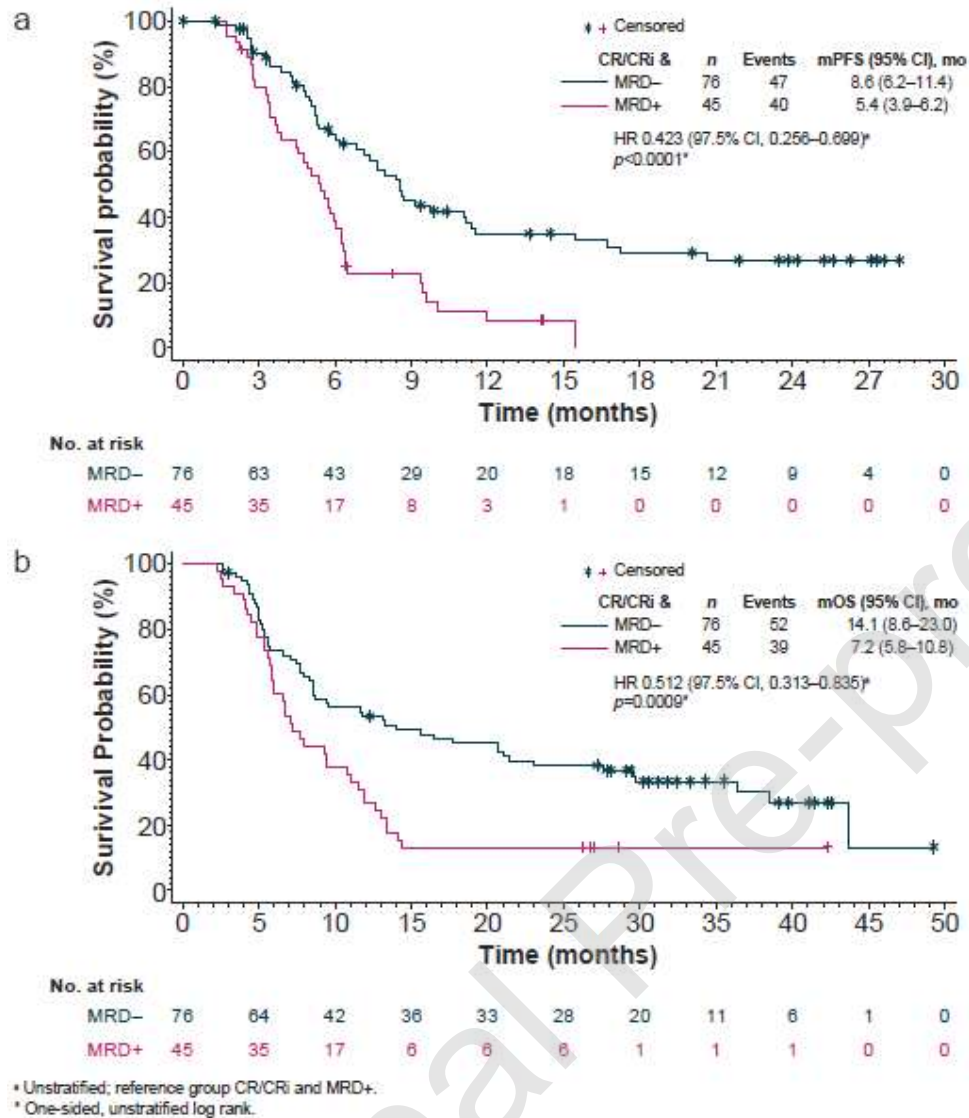 a
Survival probability (%)
100
80
60
40
20
0
Censored
CR/CRi & n Events mPFS (95% CI), mo
MRD– 76 47 8.6 (6.2–11.4)
MRD+ 45 40 5.4 (3.9–6.2)
HR 0.423 (97.5% CI, 0.256–0.699)ᵃ
p<0.0001*
0 3 6 9 12 15 18 21 24 27 30
Time (months)
No. at risk
MRD– 76 63 43 29 20 18 15 12 9 4 0
MRD+ 45 35 17 8 3 1 0 0 0 0 0
b
Surivival Probability (%)
100
80
60
40
20
0
Censored
CR/CRi & n Events mOS (95% CI), mo
MRD– 76 52 14.1 (8.6–23.0)
MRD+ 45 39 7.2 (5.8–10.8)
HR 0.512 (97.5% CI, 0.313–0.835)ᵃ
p=0.0009*
0 5 10 15 20 25 30 35 40 45 50
Time (months)
No. at risk
MRD– 76 64 42 36 33 28 20 11 6 1 0
MRD+ 45 35 17 6 6 6 1 1 1 0 0
ᵃ Unstratified; reference group CR/CRi and MRD+.
* One-sided, unstratified log rank.
nal Pre-pr